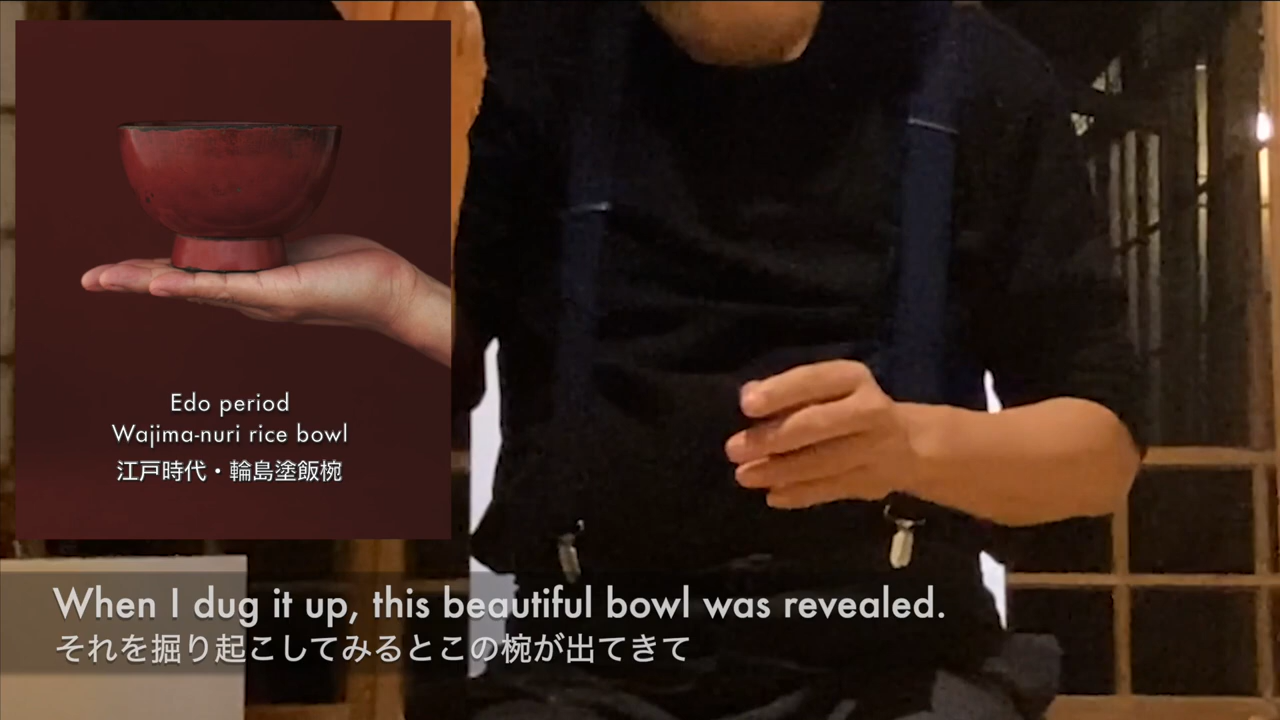 Edo period
Wajima-nuri rice bowl
江戸時代・輪島塗飯椀
When I dug it up, this beautiful bowl was revealed.
それを掘り起こしてみるとこの椀が出てきて